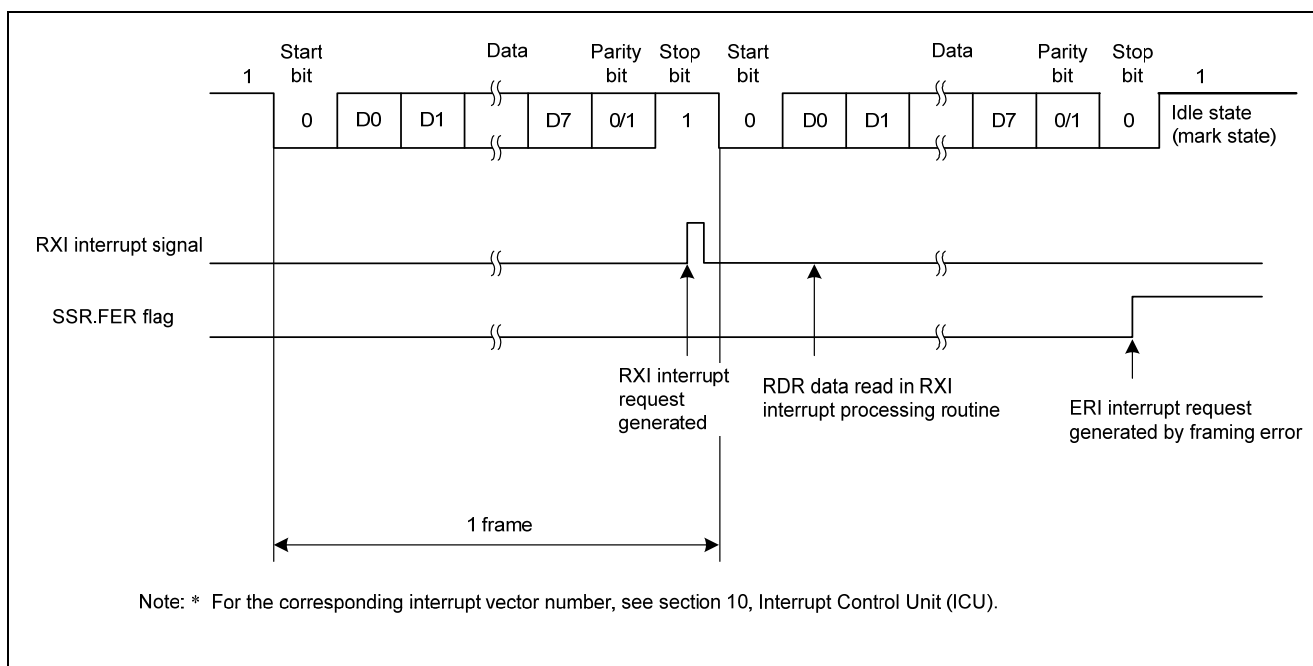 Start bit
Data
Parity bit
Stop bit
Start bit
Data
Parity bit
Stop bit
1
1
0
D0
D1
D7
0/1
1
0
D0
D1
D7
0/1
0
Idle state
(mark state)
RXI interrupt signal
SSR.FER flag
RXI interrupt
request
generated
RDR data read in RXI
interrupt processing routine
ERI interrupt request
generated by framing error
1 frame
Note: * For the corresponding interrupt vector number, see section 10, Interrupt Control Unit (ICU).